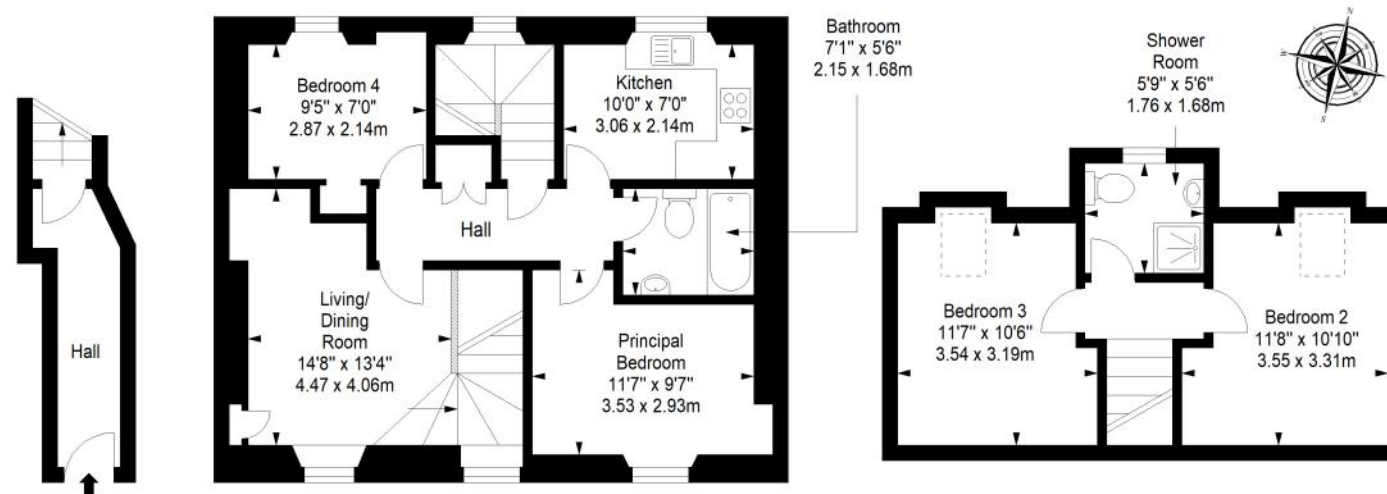 Hall
Bedroom 4
9'5" x 7'0"
2.87 x 2.14m
Kitchen
10'0" x 7'0"
3.06 x 2.14m
Bathroom
7'1" x 5'6"
2.15 x 1.68m
Hall
Living/
Dining
Room
14'8" x 13'4"
4.47 x 4.06m
Principal
Bedroom
11'7" x 9'7"
3.53 x 2.93m
Shower
Room
5'9" x 5'6"
1.76 x 1.68m
Bedroom 3
11'7" x 10'6"
3.54 x 3.19m
Bedroom 2
11'8" x 10'10"
3.55 x 3.31m
N
W
E
S